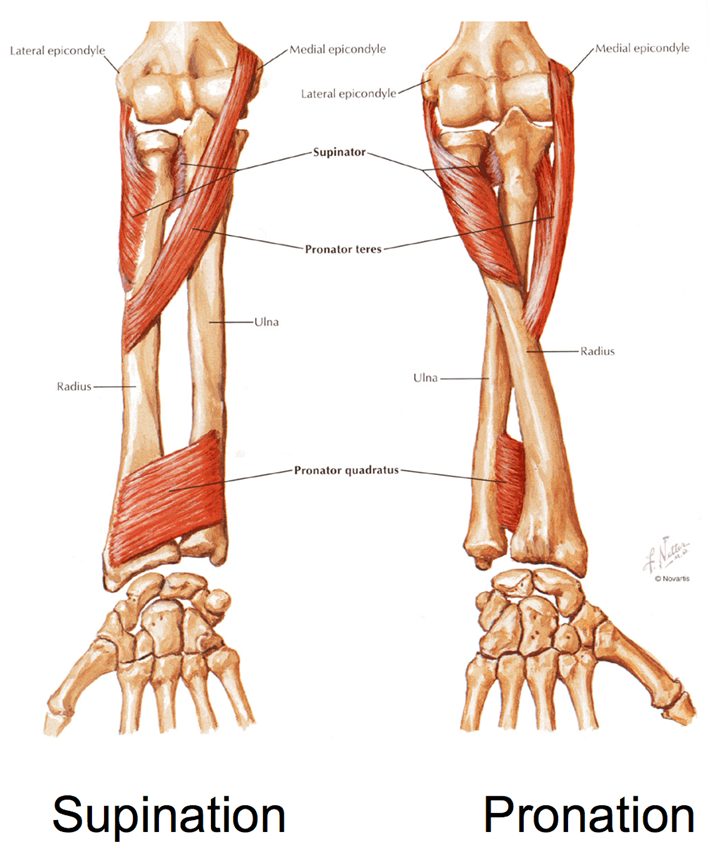 Lateral epicondyle
Medial epicondyle
Medial epicondyle
Lateral epicondyle
Supinator
Pronator teres
Ulna
Radius
Radius
Ulna
Pronator quadratus
F. Netter
M.D.
© Novartis
Supination
Pronation